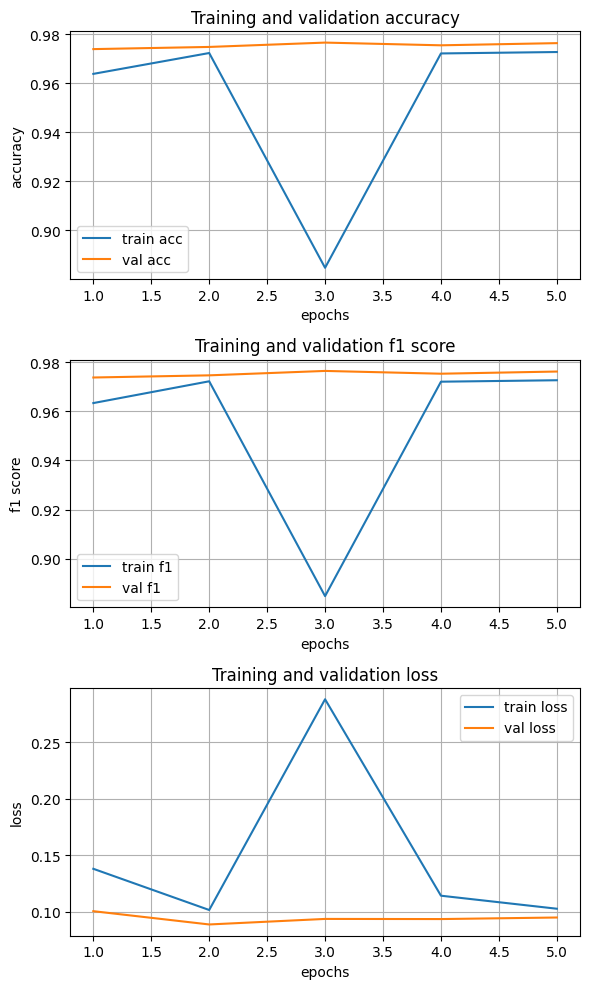 Training and validation accuracy
0.98
0.96
0.94
0.92
0.90
accuracy
train acc
val acc
1.0 1.5 2.0 2.5 3.0 3.5 4.0 4.5 5.0
epochs
Training and validation f1 score
0.98
0.96
0.94
0.92
0.90
f1 score
train f1
val f1
1.0 1.5 2.0 2.5 3.0 3.5 4.0 4.5 5.0
epochs
Training and validation loss
train loss
val loss
0.25
0.20
0.15
0.10
loss
1.0 1.5 2.0 2.5 3.0 3.5 4.0 4.5 5.0
epochs